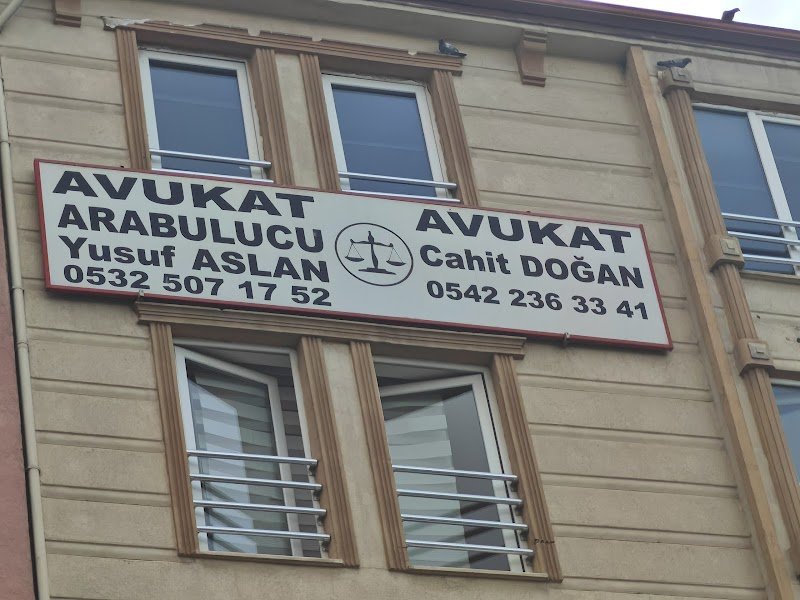 AVUKAT
ARABULUCU
Yusuf ASLAN
0532 507 17 52
AVUKAT
Cahit DOĞAN
0542 236 33 41